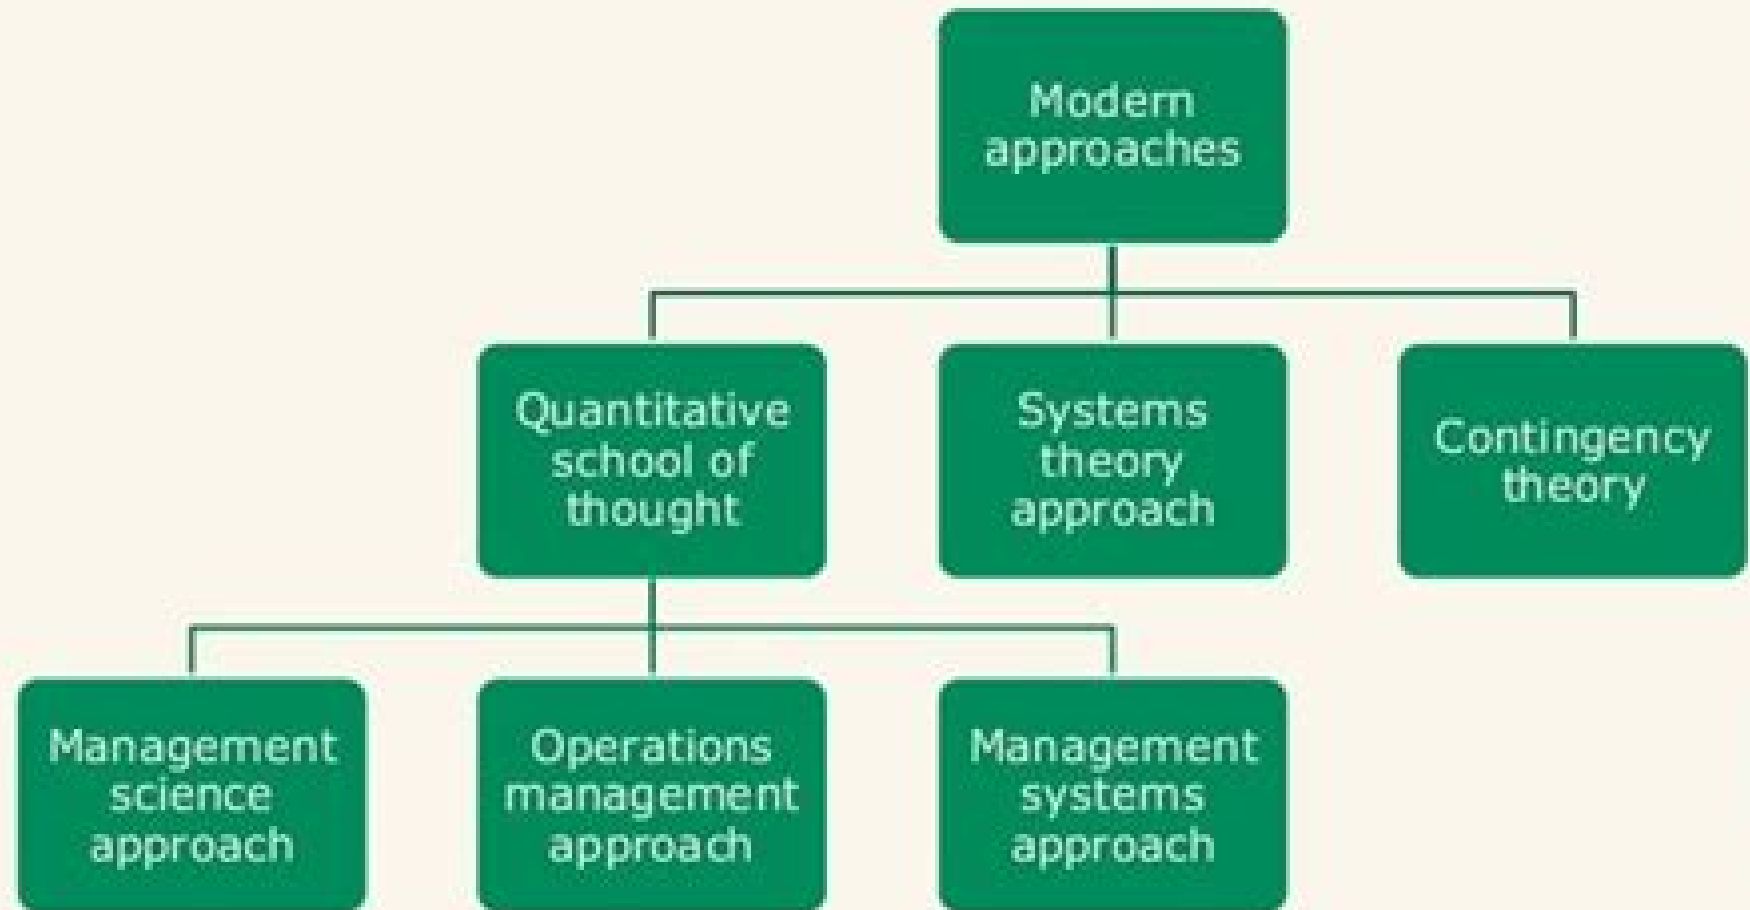 Modern
approaches
Quantitative
school of
thought
Systems
theory
approach
Contingency
theory
Management
science
approach
Operations
management
approach
Management
systems
approach